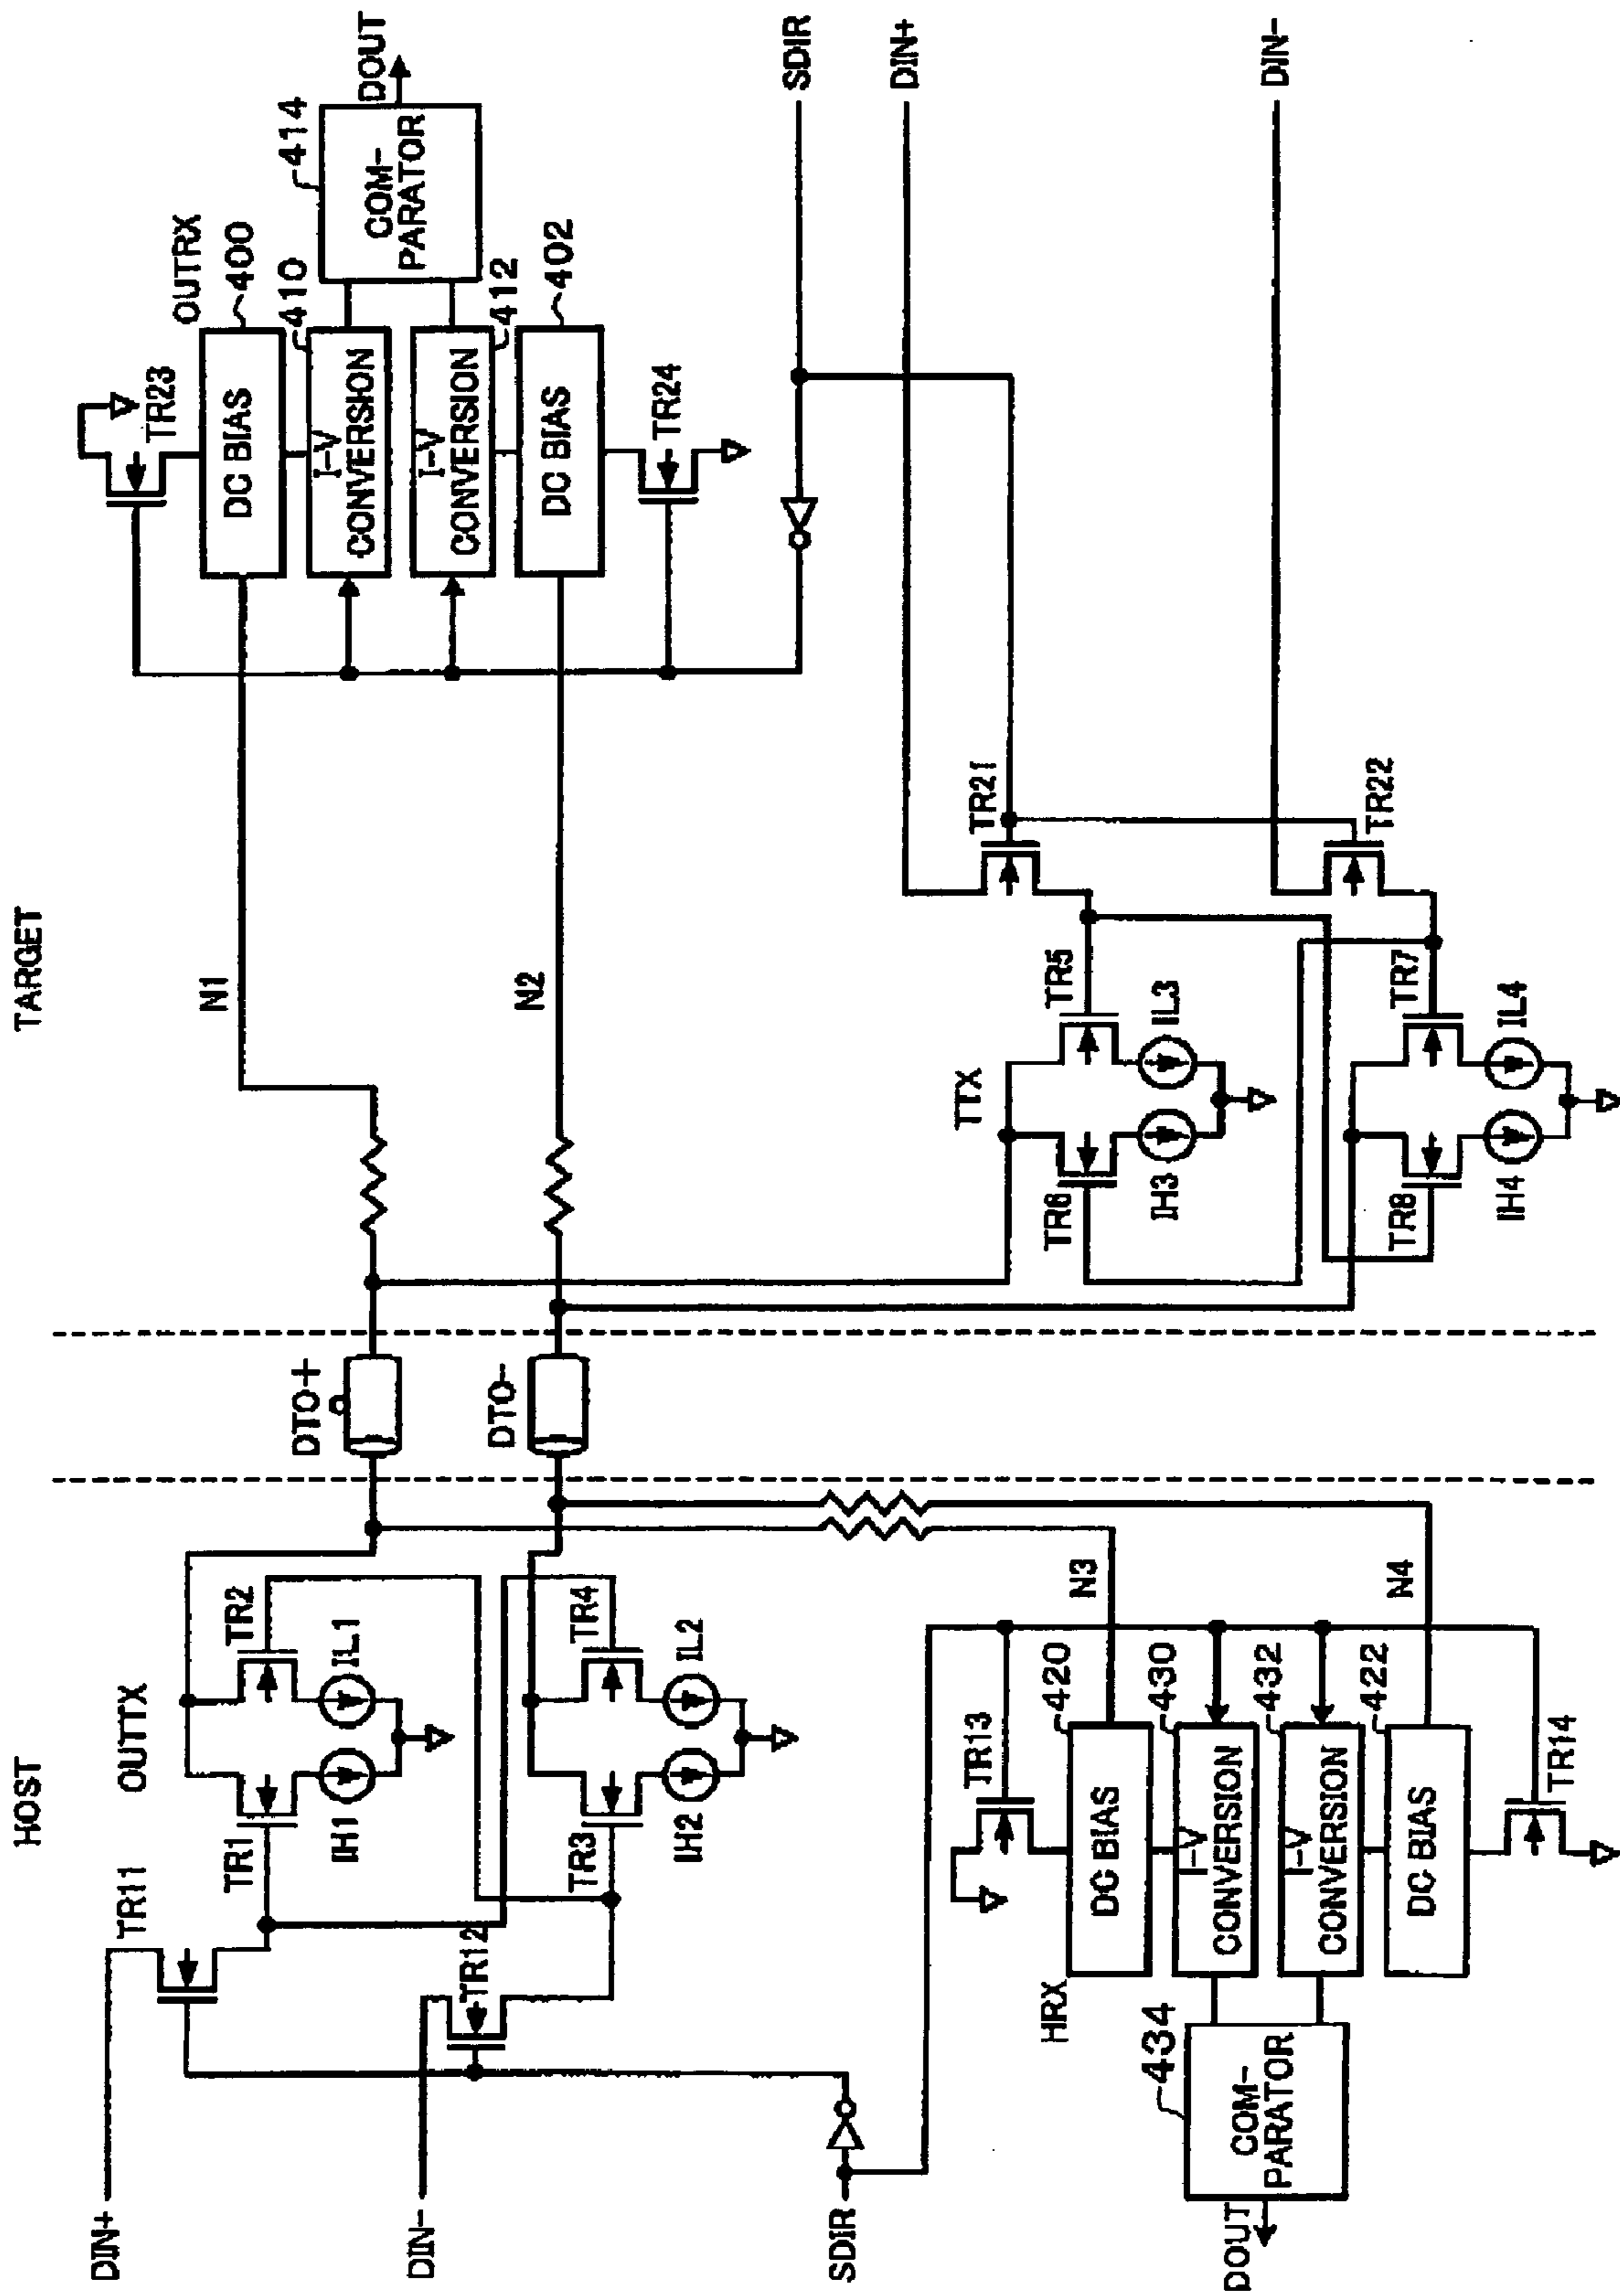 HOST
TARGET
DIN+
TR11
OUTTX
TR1
TR2
IH1
IL1
DIN-
TR12
TR3
TR4
IH2
IL2
SDIR
DTO+
DTO-
HRX
TR13
420
DC BIAS
N3
430
I-V
CONVERSION
432
I-V
CONVERSION
422
DC BIAS
N4
TR14
434
COM-
PARATOR
DOUT
N1
N2
OUTRX
TR23
400
DC BIAS
410
I-V
CONVERSION
412
I-V
CONVERSION
402
DC BIAS
TR24
414
COM-
PARATOR
DOUT
SDIR
DIN+
DIN-
TR21
TR22
TTX
TR6
TR5
IH3
IL3
TR8
TR7
IH4
IL4